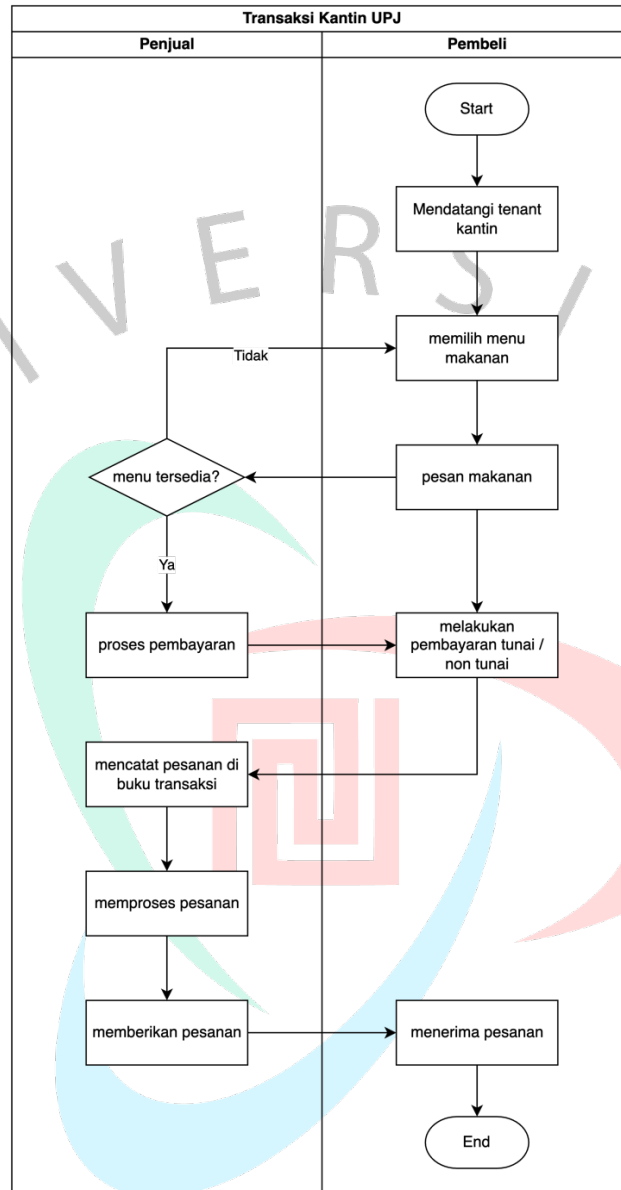 Transaksi Kantin UPJ
Penjual
Pembeli
Start
Mendatangi tenant
kantin
memilih menu
makanan
Tidak
menu tersedia?
pesan makanan
Ya
proses pembayaran
melakukan
pembayaran tunai /
non tunai
mencatat pesanan di
buku transaksi
memproses pesanan
memberikan pesanan
menerima pesanan
End
IVERSI